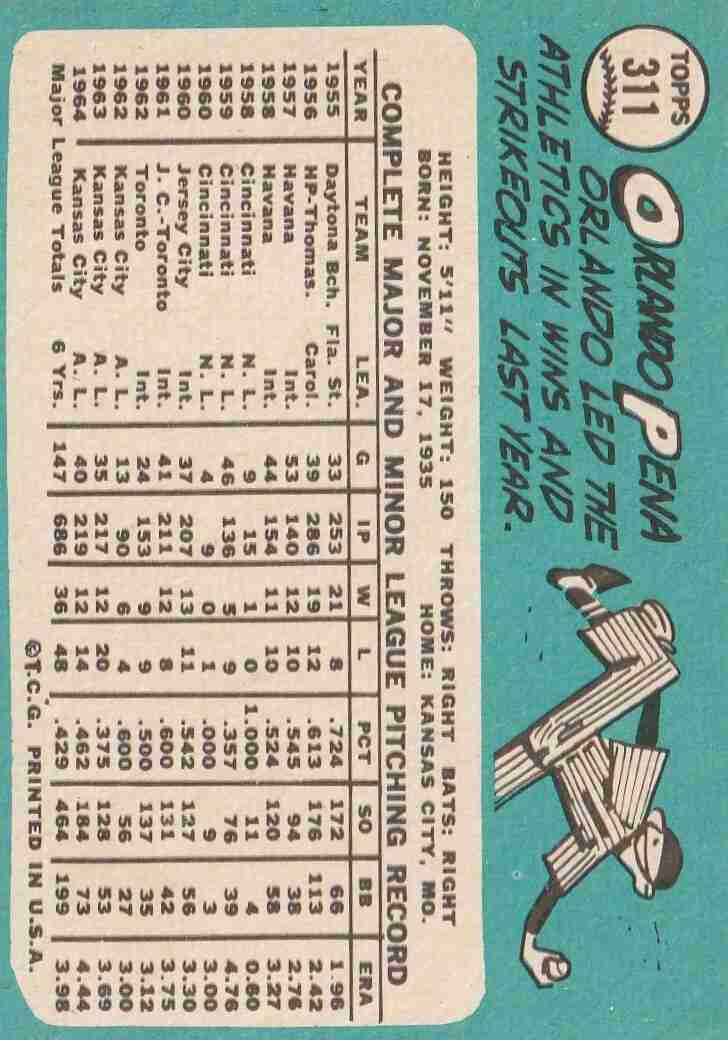 TOPPS
311
ORLANDO PENA
ORLANDO LED THE
ATHLETICS IN WINS AND
STRIKEOUTS LAST YEAR.
HEIGHT: 5'11" WEIGHT: 150 THROWS: RIGHT BATS: RIGHT
BORN: NOVEMBER 17, 1935 HOME: KANSAS CITY, MO.
COMPLETE MAJOR AND MINOR LEAGUE PITCHING RECORD
YEAR TEAM LEA. G IP W L PCT SO BB ERA
1955 Daytona Bch. Fla. St. 33 253 21 8 .724 172 66 1.96
1956 HP-Thomas. Carol. 39 286 19 12 .613 176 113 2.42
1957 Havana Int. 53 140 12 10 .545 94 38 2.76
1958 Havana Int. 44 154 11 10 .524 120 58 3.27
1958 Cincinnati N. L. 9 15 1 0 1.000 11 4 0.60
1959 Cincinnati N. L. 46 136 5 9 .357 76 39 4.76
1960 Cincinnati N. L. 4 9 0 1 .000 9 3 3.00
1960 Jersey City Int. 37 207 13 11 .542 127 56 3.30
1961 J. C.-Toronto Int. 41 211 12 8 .600 131 42 3.75
1962 Toronto Int. 24 153 9 9 .500 137 35 3.12
1962 Kansas City A. L. 13 90 6 4 .600 56 27 3.00
1963 Kansas City A. L. 35 217 12 20 .375 128 53 3.69
1964 Kansas City A. L. 40 219 12 14 .462 184 73 4.44
Major League Totals 6 Yrs. 147 686 36 48 .429 464 199 3.98
©T.C.G. PRINTED IN U.S.A.